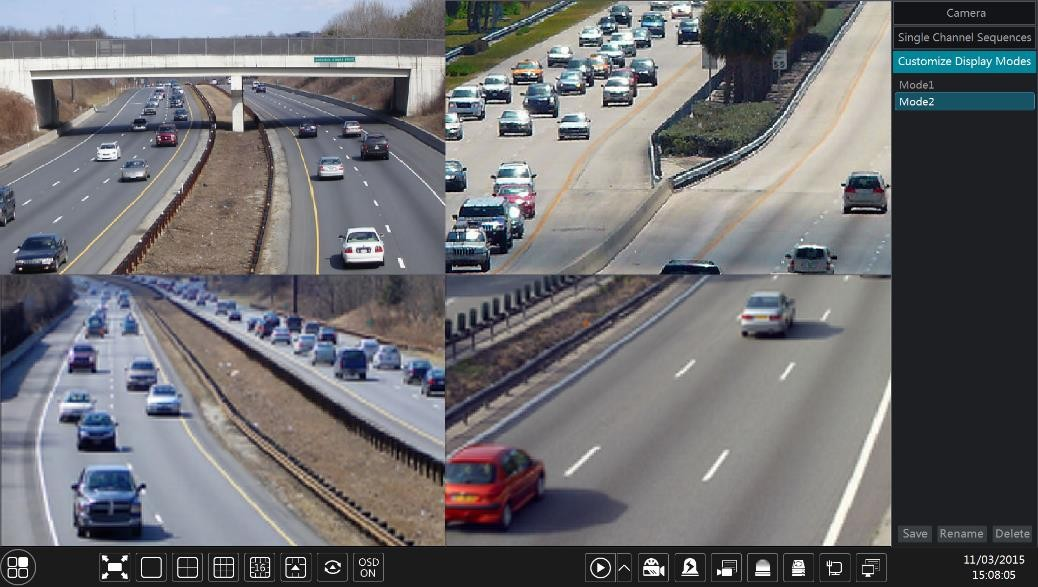 Camera
Single Channel Sequences
Customize Display Modes
Mode1
Mode2
Save Rename Delete
16
OSD
ON
11/03/2015
15:08:05